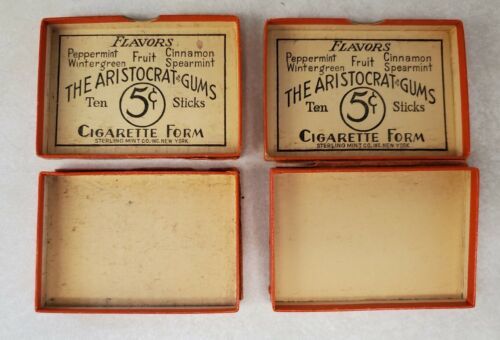 FLAVORS
Peppermint Fruit Cinnamon
Wintergreen Spearmint
THE ARISTOCRAT of GUMS
Ten 5¢ Sticks
CIGARETTE FORM
STERLING MINT CO. INC. NEW YORK
FLAVORS
Peppermint Fruit Cinnamon
Wintergreen Spearmint
THE ARISTOCRAT of GUMS
Ten 5¢ Sticks
CIGARETTE FORM
STERLING MINT CO. INC. NEW YORK